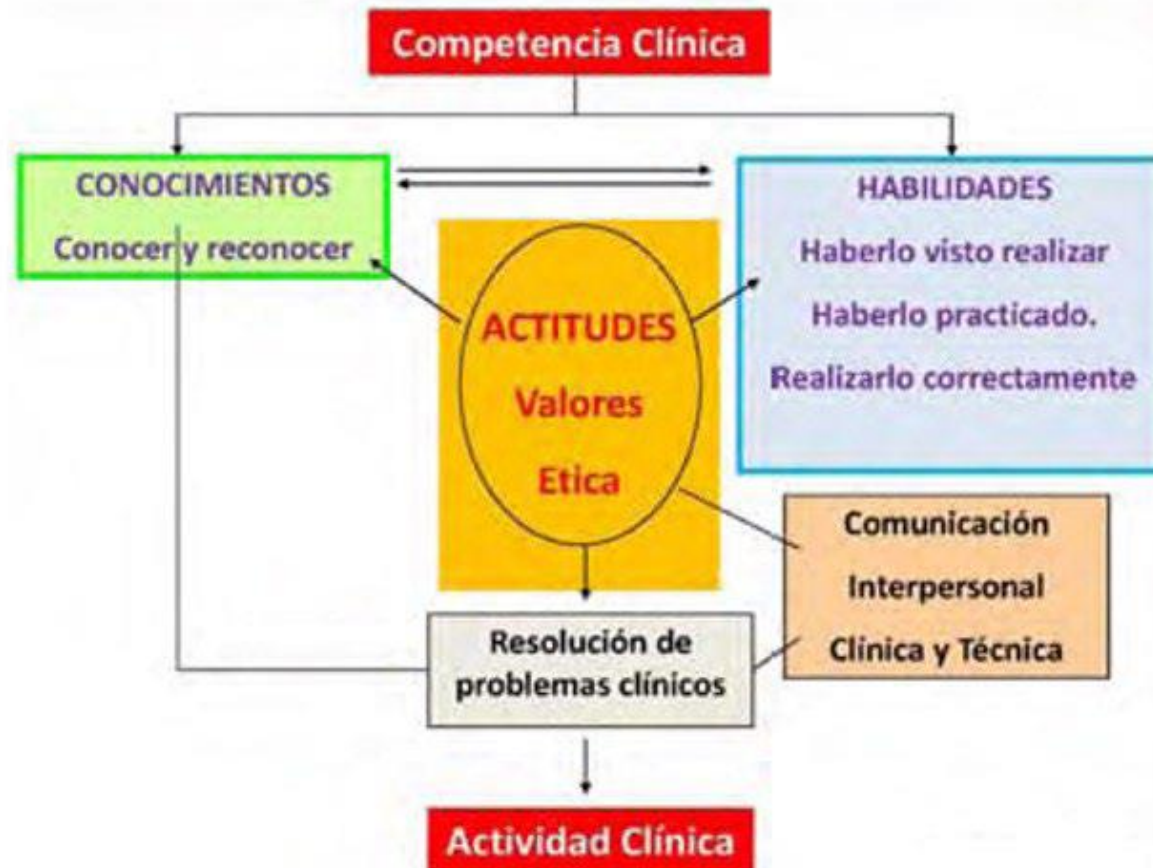 Competencia Clínica
CONOCIMIENTOS
Conocer y reconocer
HABILIDADES
Haberlo visto realizar
Haberlo practicado.
Realizarlo correctamente
ACTITUDES
Valores
Etica
Comunicación
Interpersonal
Clínica y Técnica
Resolución de
problemas clínicos
Actividad Clínica